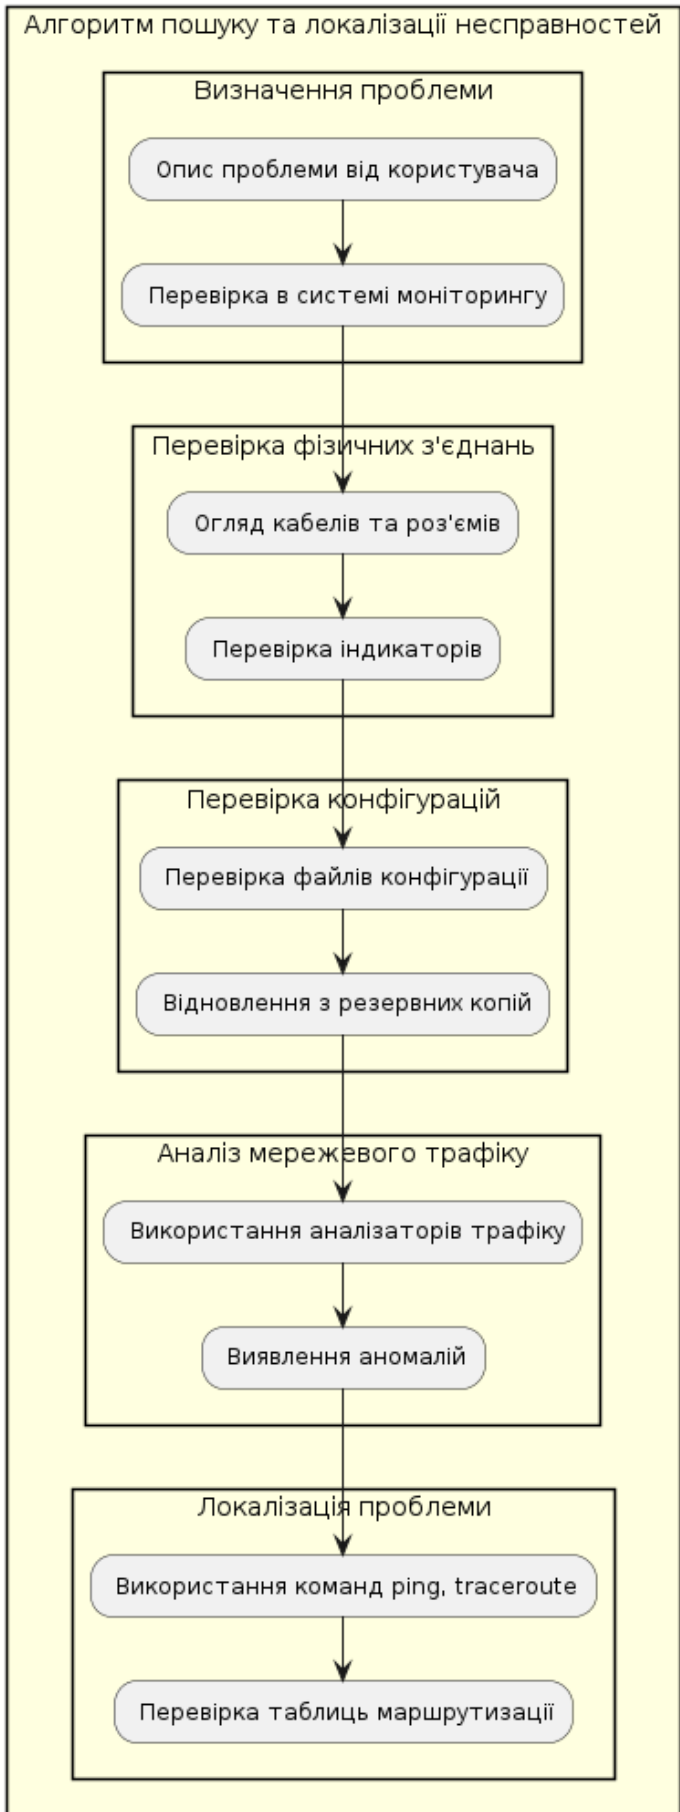 Алгоритм пошуку та локалізації несправностей
Визначення проблеми
Опис проблеми від користувача
Перевірка в системі моніторингу
Перевірка фізичних з'єднань
Огляд кабелів та роз'ємів
Перевірка індикаторів
Перевірка конфігурацій
Перевірка файлів конфігурації
Відновлення з резервних копій
Аналіз мережевого трафіку
Використання аналізаторів трафіку
Виявлення аномалій
Локалізація проблеми
Використання команд ping, traceroute
Перевірка таблиць маршрутизації